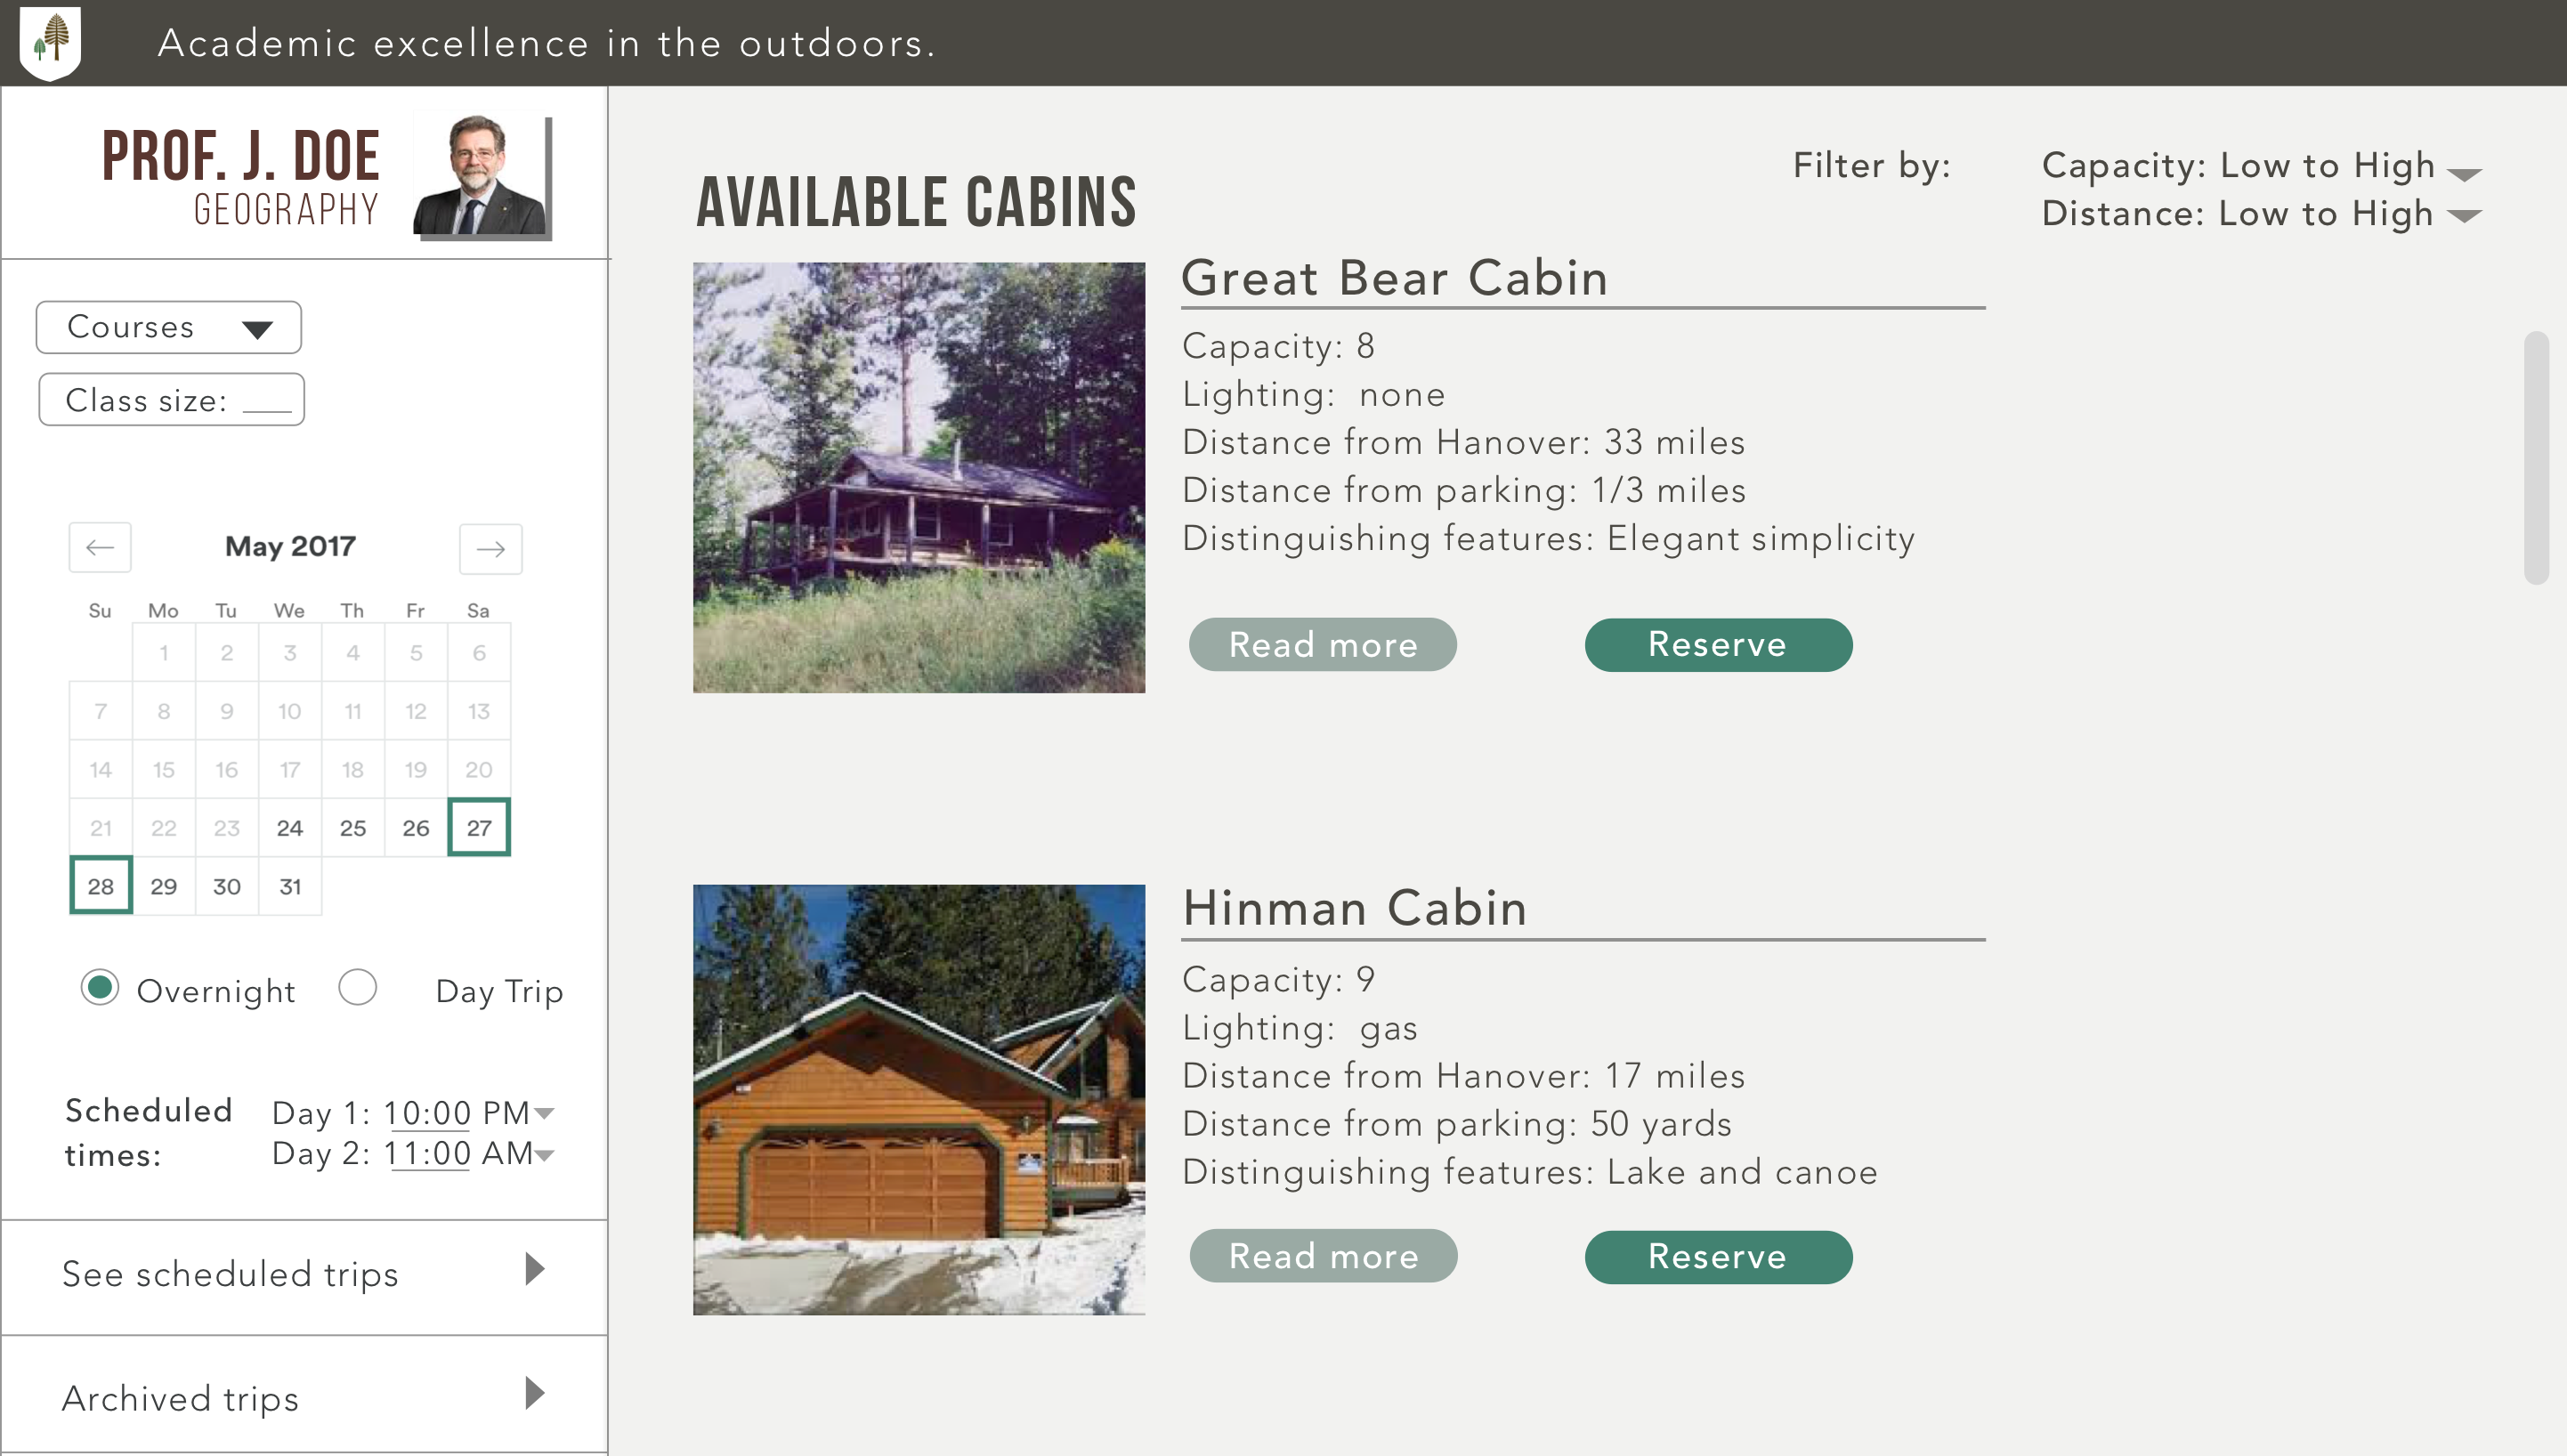 Academic excellence in the outdoors.
PROF. J. DOE
GEOGRAPHY
Courses
Class size: ____
May 2017
Su Mo Tu We Th Fr Sa
1 2 3 4 5 6
7 8 9 10 11 12 13
14 15 16 17 18 19 20
21 22 23 24 25 26 27
28 29 30 31
Overnight Day Trip
Scheduled times:
Day 1: 10:00 PM
Day 2: 11:00 AM
See scheduled trips
Archived trips
AVAILABLE CABINS
Filter by:
Capacity: Low to High
Distance: Low to High
Great Bear Cabin
Capacity: 8
Lighting: none
Distance from Hanover: 33 miles
Distance from parking: 1/3 miles
Distinguishing features: Elegant simplicity
Read more Reserve
Hinman Cabin
Capacity: 9
Lighting: gas
Distance from Hanover: 17 miles
Distance from parking: 50 yards
Distinguishing features: Lake and canoe
Read more Reserve